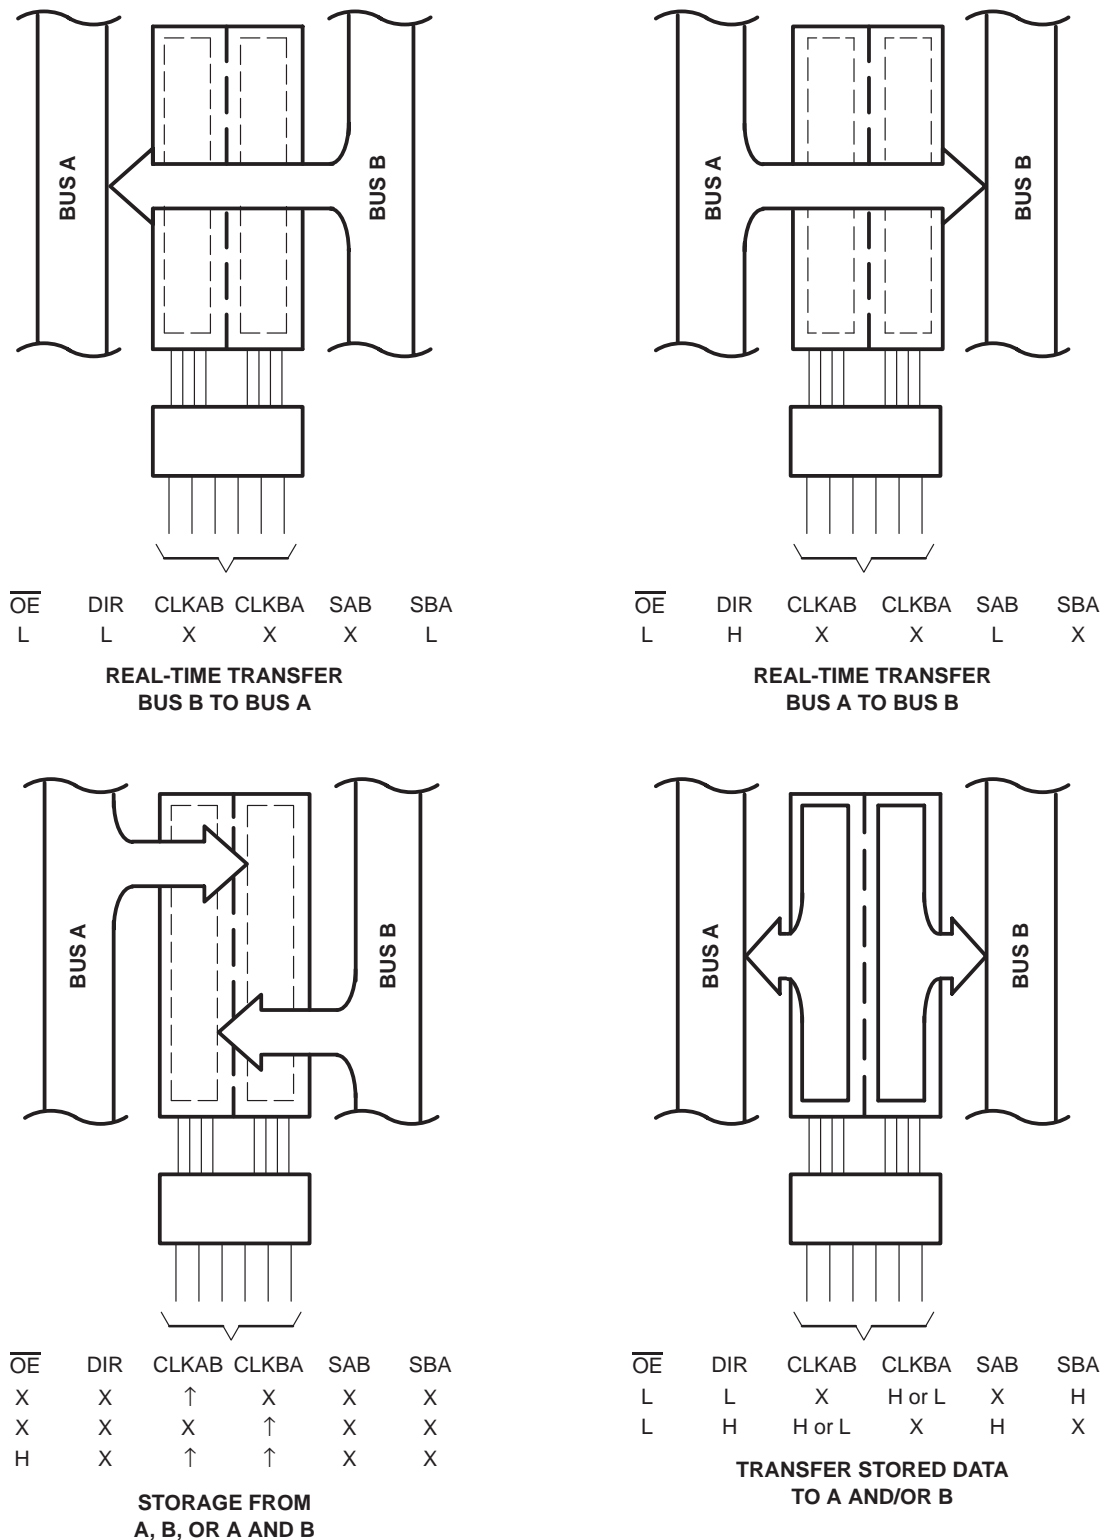 BUS A
BUS B
OE DIR CLKAB CLKBA SAB SBA
L L X X X L
REAL-TIME TRANSFER
BUS B TO BUS A
BUS A
BUS B
OE DIR CLKAB CLKBA SAB SBA
L H X X L X
REAL-TIME TRANSFER
BUS A TO BUS B
BUS A
BUS B
OE DIR CLKAB CLKBA SAB SBA
X X ↑ X X X
X X X ↑ X X
H X ↑ ↑ X X
STORAGE FROM
A, B, OR A AND B
BUS A
BUS B
OE DIR CLKAB CLKBA SAB SBA
L L X H or L X H
L H H or L X H X
TRANSFER STORED DATA
TO A AND/OR B